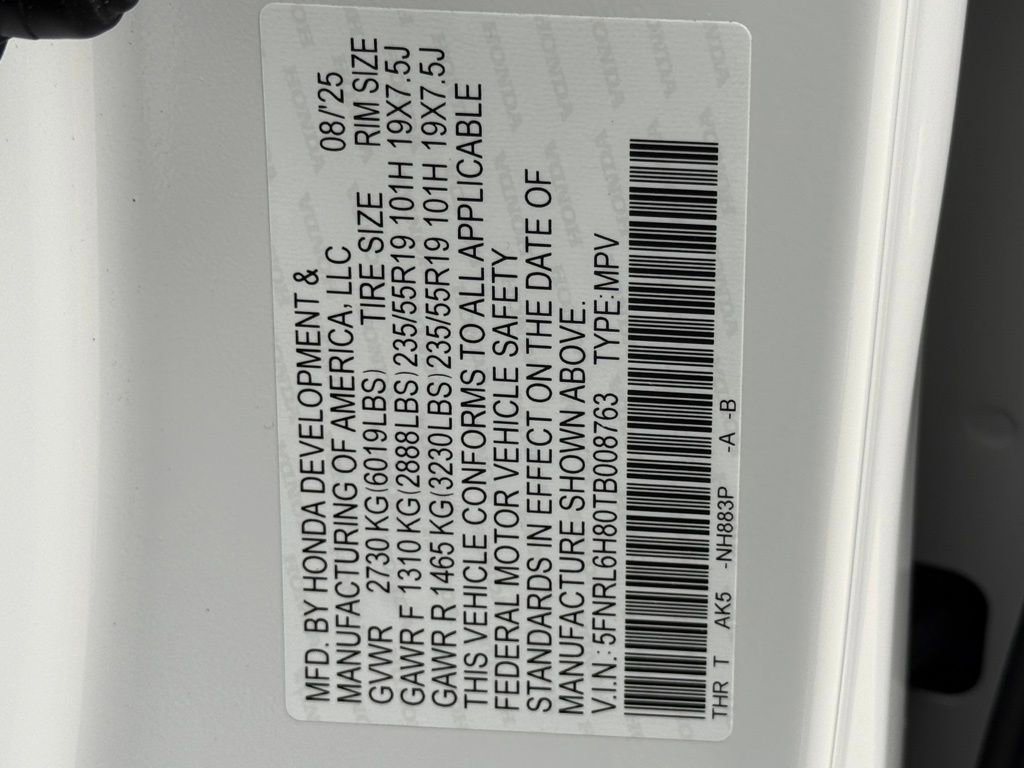 MFD. BY HONDA DEVELOPMENT &
MANUFACTURING OF AMERICA, LLC 08/'25
GVWR 2730 KG(6019LBS) TIRE SIZE RIM SIZE
GAWR F 1310 KG(2888LBS) 235/55R19 101H 19X7.5J
GAWR R 1465 KG(3230LBS) 235/55R19 101H 19X7.5J
THIS VEHICLE CONFORMS TO ALL APPLICABLE
FEDERAL MOTOR VEHICLE SAFETY
STANDARDS IN EFFECT ON THE DATE OF
MANUFACTURE SHOWN ABOVE.
V.I.N.: 5FNRL6H80TB008763 TYPE:MPV
THR T AK5 -NH883P -A -B